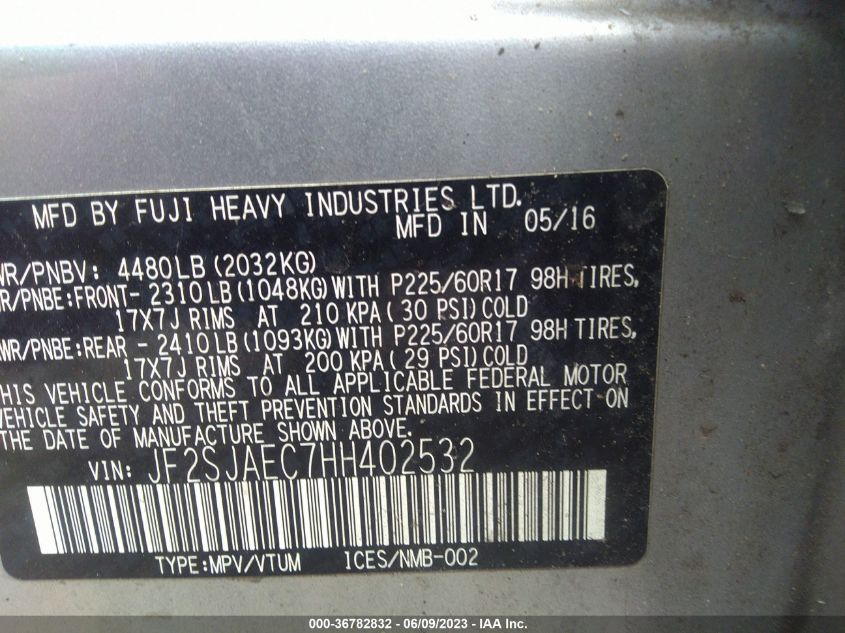 MFD BY FUJI HEAVY INDUSTRIES LTD.
MFD IN 05/16
WR/PNBV: 4480LB (2032KG)
WR/PNBE:FRONT- 2310LB (1048KG) WITH P225/60R17 98H TIRES,
17X7J RIMS AT 210 KPA (30 PSI) COLD
WR/PNBE:REAR - 2410LB (1093KG) WITH P225/60R17 98H TIRES,
17X7J RIMS AT 200 KPA (29 PSI) COLD
THIS VEHICLE CONFORMS TO ALL APPLICABLE FEDERAL MOTOR
VEHICLE SAFETY AND THEFT PREVENTION STANDARDS IN EFFECT ON
THE DATE OF MANUFACTURE SHOWN ABOVE.
VIN: JF2SJAEC7HH402532
TYPE:MPV/VTUM ICES/NMB-002
000-36782832 - 06/09/2023 - IAA Inc.